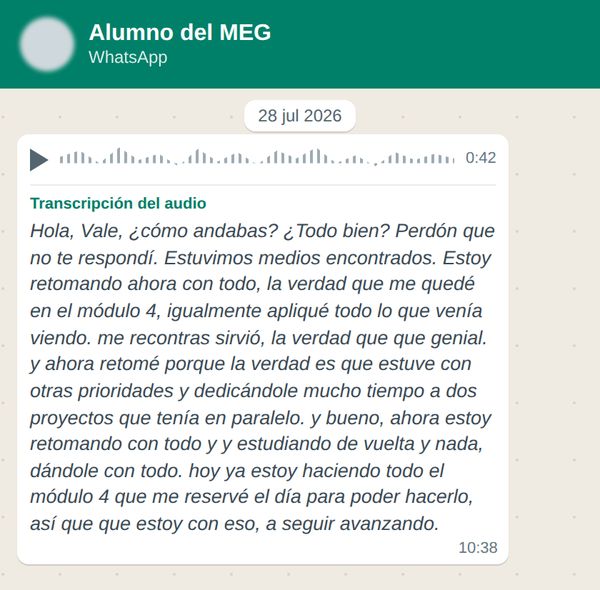 Alumno del MEG
WhatsApp
28 jul 2026
0:42
Transcripción del audio
Hola, Vale, ¿cómo andabas? ¿Todo bien? Perdón que
no te respondí. Estuvimos medios encontrados. Estoy
retomando ahora con todo, la verdad que me quedé
en el módulo 4, igualmente apliqué todo lo que venía
viendo. me recontras sirvió, la verdad que que genial.
y ahora retomé porque la verdad es que estuve con
otras prioridades y dedicándole mucho tiempo a dos
proyectos que tenía en paralelo. y bueno, ahora estoy
retomando con todo y y estudiando de vuelta y nada,
dándole con todo. hoy ya estoy haciendo todo el
módulo 4 que me reservé el día para poder hacerlo,
así que que estoy con eso, a seguir avanzando.
10:38